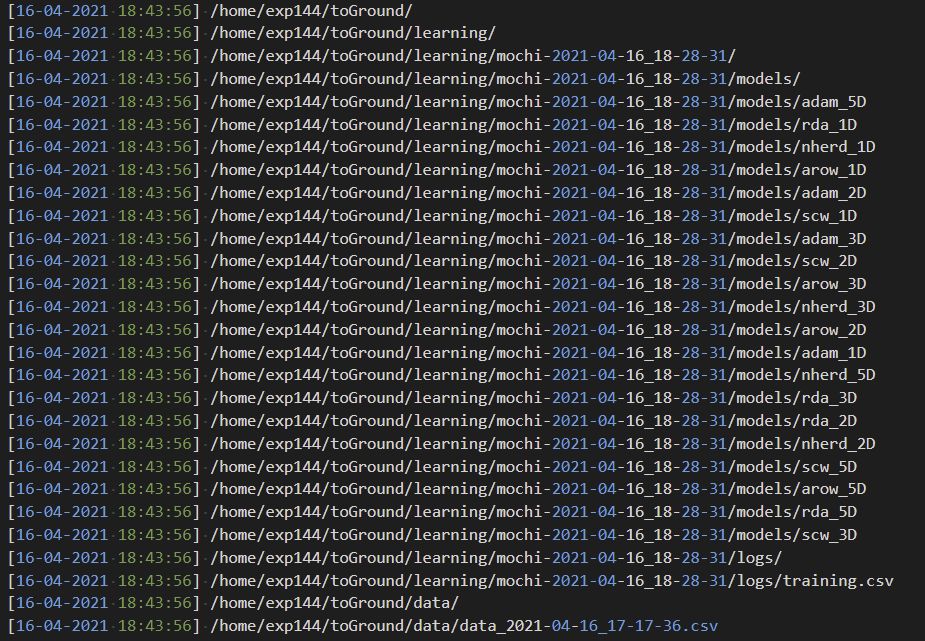 [16-04-2021 18:43:56] /home/exp144/toGround/
[16-04-2021 18:43:56] /home/exp144/toGround/learning/
[16-04-2021 18:43:56] /home/exp144/toGround/learning/mochi-2021-04-16_18-28-31/
[16-04-2021 18:43:56] /home/exp144/toGround/learning/mochi-2021-04-16_18-28-31/models/
[16-04-2021 18:43:56] /home/exp144/toGround/learning/mochi-2021-04-16_18-28-31/models/adam_5D
[16-04-2021 18:43:56] /home/exp144/toGround/learning/mochi-2021-04-16_18-28-31/models/rda_1D
[16-04-2021 18:43:56] /home/exp144/toGround/learning/mochi-2021-04-16_18-28-31/models/nherd_1D
[16-04-2021 18:43:56] /home/exp144/toGround/learning/mochi-2021-04-16_18-28-31/models/arow_1D
[16-04-2021 18:43:56] /home/exp144/toGround/learning/mochi-2021-04-16_18-28-31/models/adam_2D
[16-04-2021 18:43:56] /home/exp144/toGround/learning/mochi-2021-04-16_18-28-31/models/scw_1D
[16-04-2021 18:43:56] /home/exp144/toGround/learning/mochi-2021-04-16_18-28-31/models/adam_3D
[16-04-2021 18:43:56] /home/exp144/toGround/learning/mochi-2021-04-16_18-28-31/models/scw_2D
[16-04-2021 18:43:56] /home/exp144/toGround/learning/mochi-2021-04-16_18-28-31/models/arow_3D
[16-04-2021 18:43:56] /home/exp144/toGround/learning/mochi-2021-04-16_18-28-31/models/nherd_3D
[16-04-2021 18:43:56] /home/exp144/toGround/learning/mochi-2021-04-16_18-28-31/models/arow_2D
[16-04-2021 18:43:56] /home/exp144/toGround/learning/mochi-2021-04-16_18-28-31/models/adam_1D
[16-04-2021 18:43:56] /home/exp144/toGround/learning/mochi-2021-04-16_18-28-31/models/nherd_5D
[16-04-2021 18:43:56] /home/exp144/toGround/learning/mochi-2021-04-16_18-28-31/models/rda_3D
[16-04-2021 18:43:56] /home/exp144/toGround/learning/mochi-2021-04-16_18-28-31/models/rda_2D
[16-04-2021 18:43:56] /home/exp144/toGround/learning/mochi-2021-04-16_18-28-31/models/nherd_2D
[16-04-2021 18:43:56] /home/exp144/toGround/learning/mochi-2021-04-16_18-28-31/models/scw_5D
[16-04-2021 18:43:56] /home/exp144/toGround/learning/mochi-2021-04-16_18-28-31/models/arow_5D
[16-04-2021 18:43:56] /home/exp144/toGround/learning/mochi-2021-04-16_18-28-31/models/rda_5D
[16-04-2021 18:43:56] /home/exp144/toGround/learning/mochi-2021-04-16_18-28-31/models/scw_3D
[16-04-2021 18:43:56] /home/exp144/toGround/learning/mochi-2021-04-16_18-28-31/logs/
[16-04-2021 18:43:56] /home/exp144/toGround/learning/mochi-2021-04-16_18-28-31/logs/training.csv
[16-04-2021 18:43:56] /home/exp144/toGround/data/
[16-04-2021 18:43:56] /home/exp144/toGround/data/data_2021-04-16_17-17-36.csv